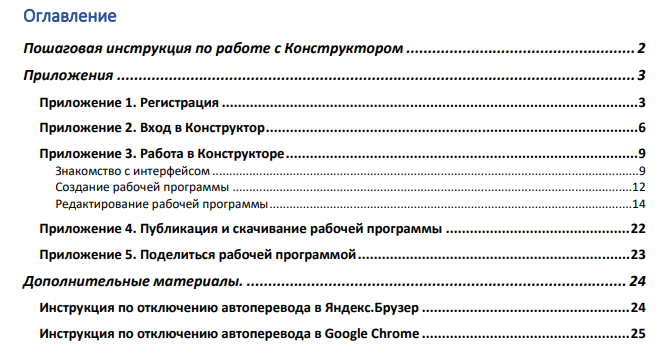 Оглавление
Пошаговая инструкция по работе с Конструктором ........................................ 2
Приложения ........................................ 3
Приложение 1. Регистрация ........................................ 3
Приложение 2. Вход в Конструктор ........................................ 6
Приложение 3. Работа в Конструкторе ........................................ 9
Знакомство с интерфейсом ........................................ 9
Создание рабочей программы ........................................ 12
Редактирование рабочей программы ........................................ 14
Приложение 4. Публикация и скачивание рабочей программы ........................................ 22
Приложение 5. Поделиться рабочей программой ........................................ 23
Дополнительные материалы. ........................................ 24
Инструкция по отключению автоперевода в Яндекс.Брузер ........................................ 24
Инструкция по отключению автоперевода в Google Chrome ........................................ 25